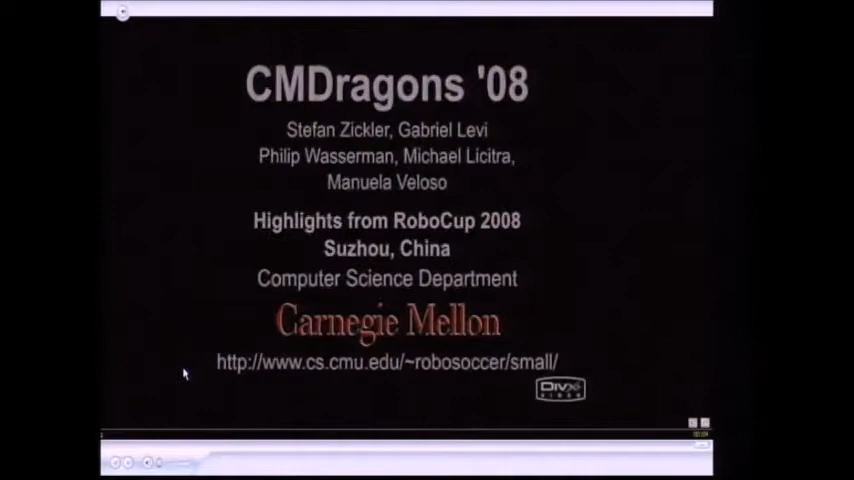 CMDragons '08
Stefan Zickler, Gabriel Levi
Philip Wasserman, Michael Licitra,
Manuela Veloso
Highlights from RoboCup 2008
Suzhou, China
Computer Science Department
Carnegie Mellon
http://www.cs.cmu.edu/~robosoccer/small/
DivX
VIDEO